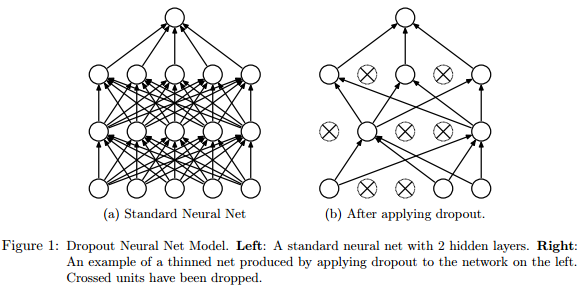 (a) Standard Neural Net
(b) After applying dropout.
Figure 1: Dropout Neural Net Model. Left: A standard neural net with 2 hidden layers. Right:
An example of a thinned net produced by applying dropout to the network on the left.
Crossed units have been dropped.